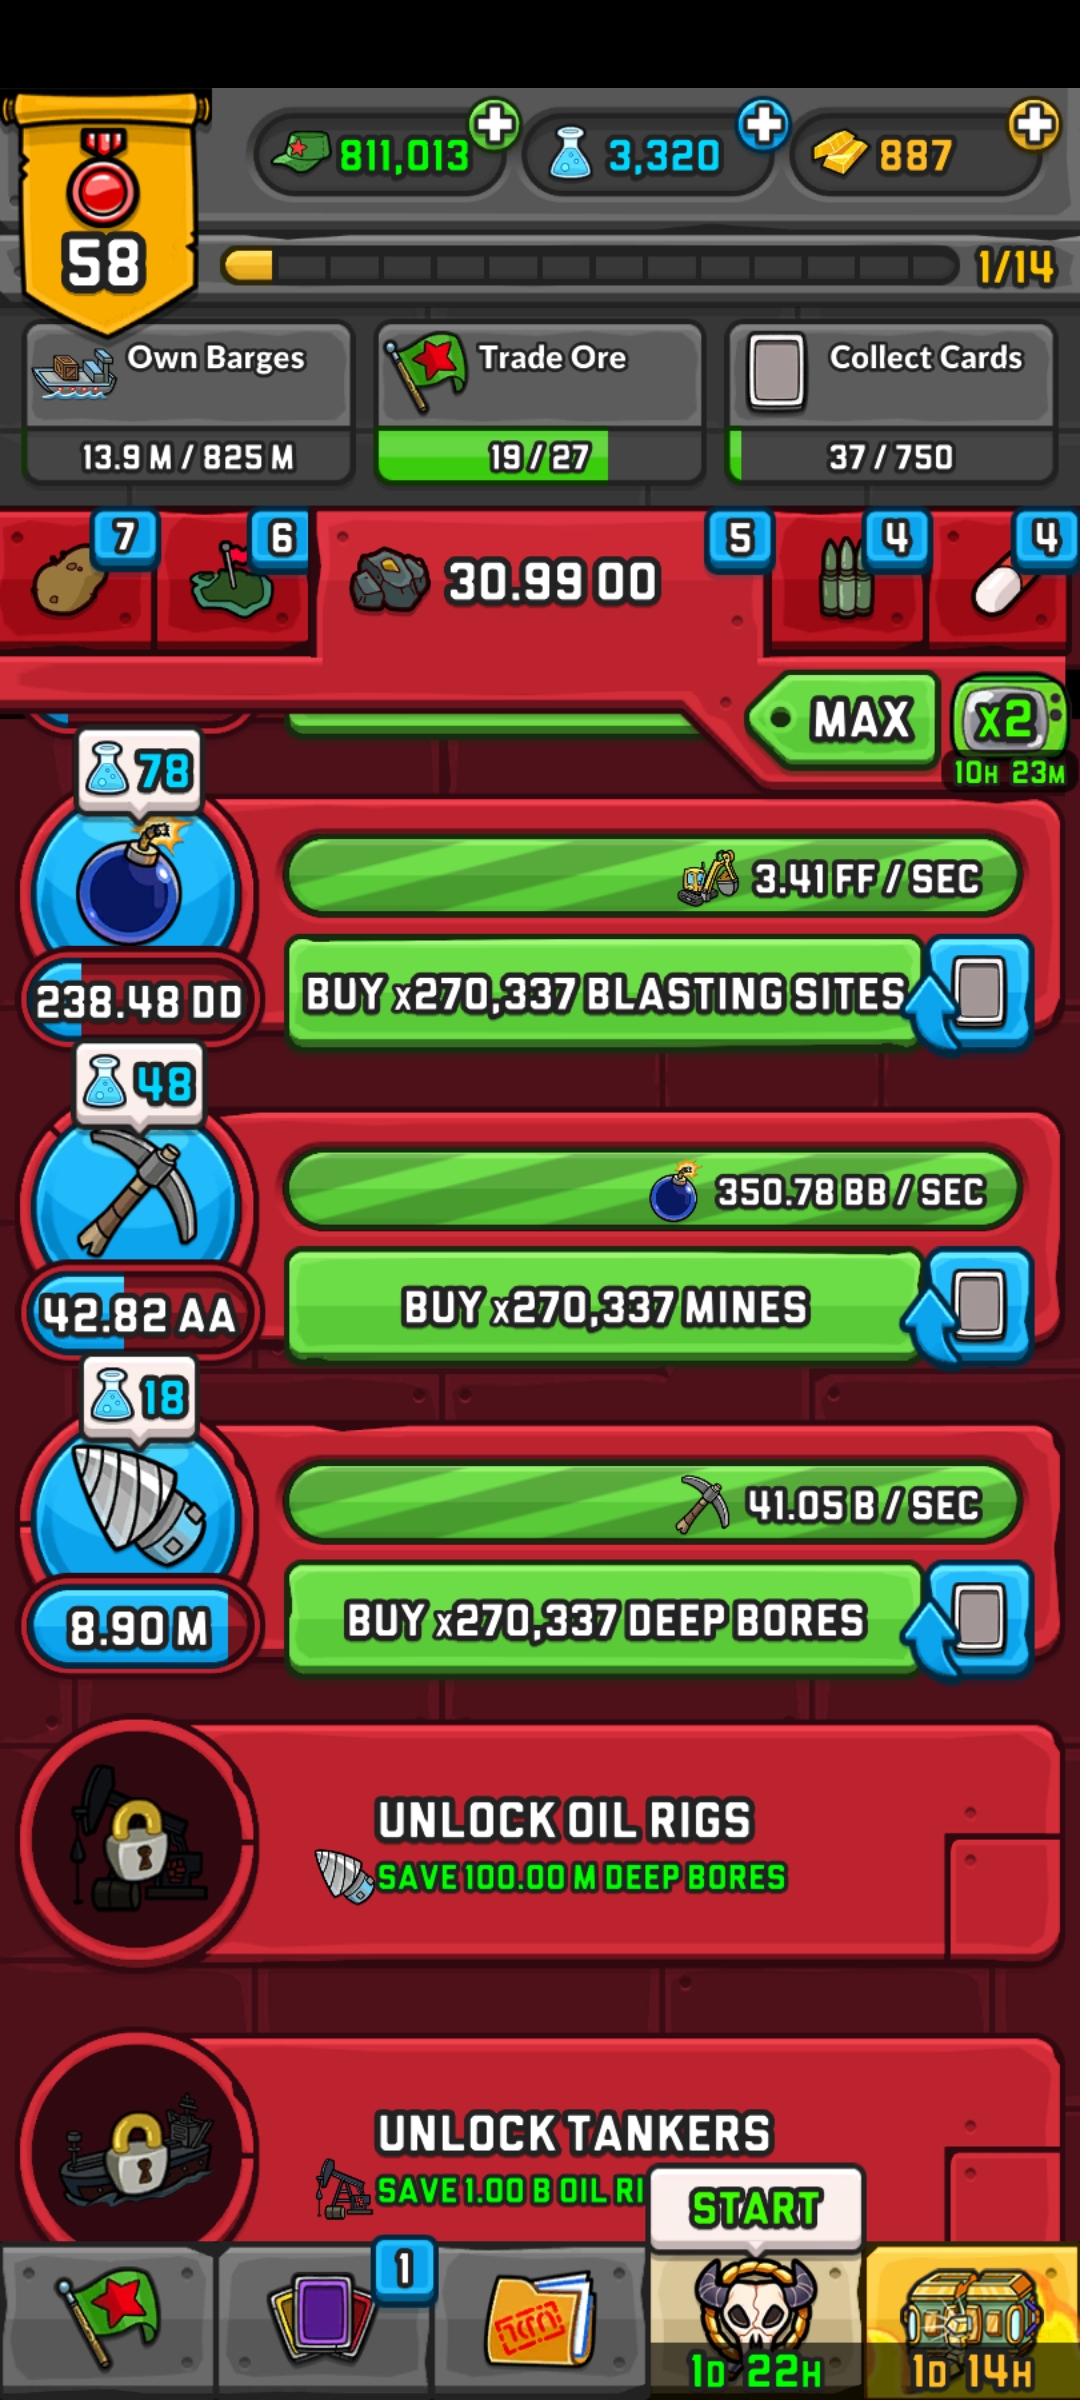 811,013
3,320
887
58
1/14
Own Barges
Trade Ore
Collect Cards
13.9 M / 825 M
19 / 27
37 / 750
7
6
30.99 OO
5
4
4
MAX
x2
10H 23M
78
3.41 FF / SEC
238.48 DD
BUY x270,337 BLASTING SITES
48
350.78 BB / SEC
42.82 AA
BUY x270,337 MINES
18
41.05 B / SEC
8.90 M
BUY x270,337 DEEP BORES
UNLOCK OIL RIGS
SAVE 100.00 M DEEP BORES
UNLOCK TANKERS
SAVE 1.00 B OIL RI
START
1
1D 22H
1D 14H